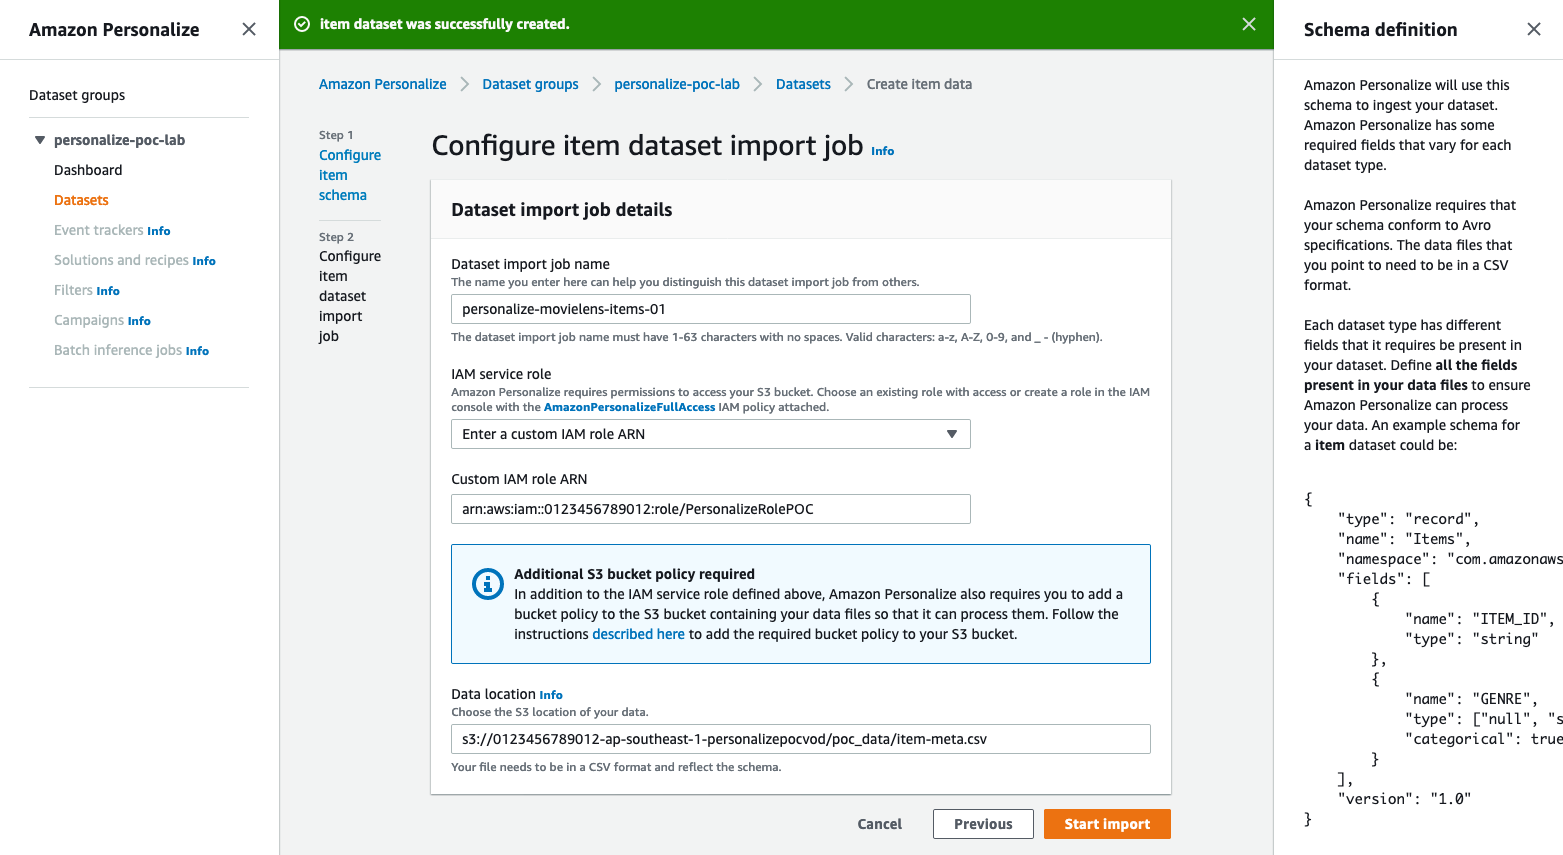 Amazon Personalize
Dataset groups
personalize-poc-lab
Dashboard
Datasets
Event trackers Info
Solutions and recipes Info
Filters Info
Campaigns Info
Batch inference jobs Info
item dataset was successfully created.
Amazon Personalize
Dataset groups
personalize-poc-lab
Datasets
Create item data
Step 1
Configure
item
schema
Step 2
Configure
item
dataset
import
job
Configure item dataset import job Info
Dataset import job details
Dataset import job name
The name you enter here can help you distinguish this dataset import job from others.
personalize-movielens-items-01
The dataset import job name must have 1-63 characters with no spaces. Valid characters: a-z, A-Z, 0-9, and _ - (hyphen).
IAM service role
Amazon Personalize requires permissions to access your S3 bucket. Choose an existing role with access or create a role in the IAM
console with the AmazonPersonalizeFullAccess IAM policy attached.
Enter a custom IAM role ARN
Custom IAM role ARN
arn:aws:iam::0123456789012:role/PersonalizeRolePOC
Additional S3 bucket policy required
In addition to the IAM service role defined above, Amazon Personalize also requires you to add a
bucket policy to the S3 bucket containing your data files so that it can process them. Follow the
instructions described here to add the required bucket policy to your S3 bucket.
Data location Info
Choose the S3 location of your data.
s3://0123456789012-ap-southeast-1-personalizepocvod/poc_data/item-meta.csv
Your file needs to be in a CSV format and reflect the schema.
Cancel
Previous
Start import
Schema definition
Amazon Personalize will use this
schema to ingest your dataset.
Amazon Personalize has some
required fields that vary for each
dataset type.
Amazon Personalize requires that
your schema conform to Avro
specifications. The data files that
you point to need to be in a CSV
format.
Each dataset type has different
fields that it requires be present in
your dataset. Define all the fields
present in your data files to ensure
Amazon Personalize can process
your data. An example schema for
a item dataset could be:
{
"type": "record",
"name": "Items",
"namespace": "com.amazonaws
"fields": [
{
"name": "ITEM_ID",
"type": "string"
},
{
"name": "GENRE",
"type": ["null", "s
"categorical": true
}
],
"version": "1.0"
}